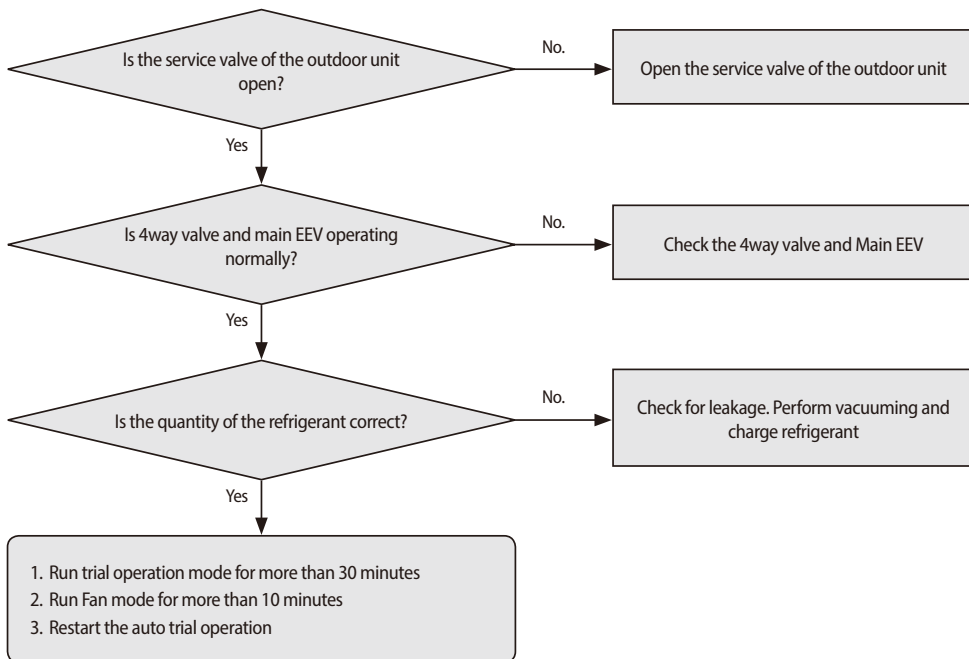 Is the service valve of the outdoor unit
open?
No.
Open the service valve of the outdoor unit
Yes
Is 4way valve and main EEV operating
normally?
No.
Check the 4way valve and Main EEV
Yes
Is the quantity of the refrigerant correct?
No.
Check for leakage. Perform vacuuming and
charge refrigerant
Yes
1. Run trial operation mode for more than 30 minutes
2. Run Fan mode for more than 10 minutes
3. Restart the auto trial operation